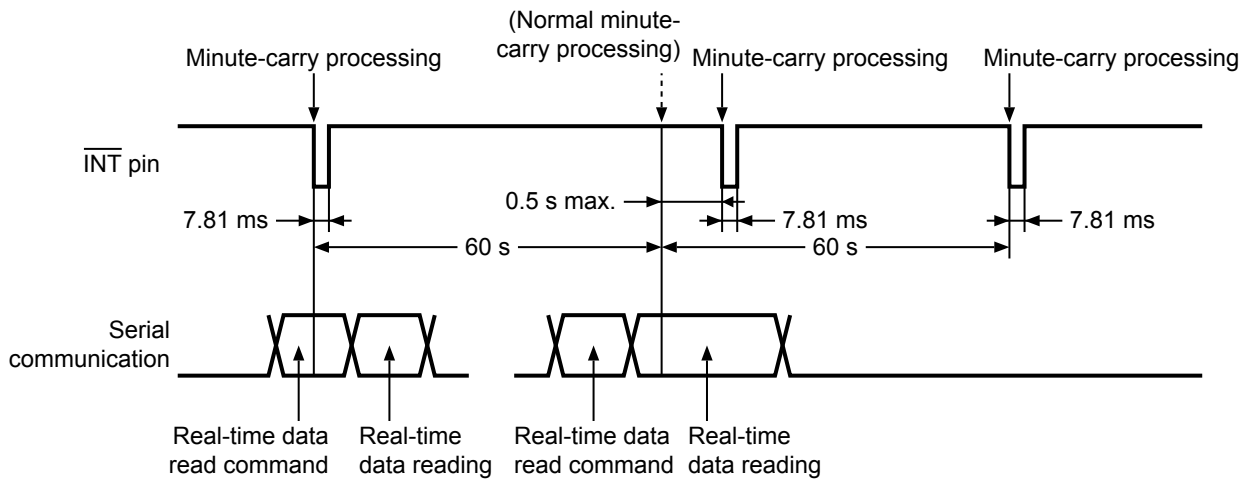 (Normal minute-
carry processing)
Minute-carry processing
Minute-carry processing
Minute-carry processing
INT pin
0.5 s max.
7.81 ms
7.81 ms
7.81 ms
60 s
60 s
Serial
communication
Real-time data
read command
Real-time
data reading
Real-time data
read command
Real-time
data reading